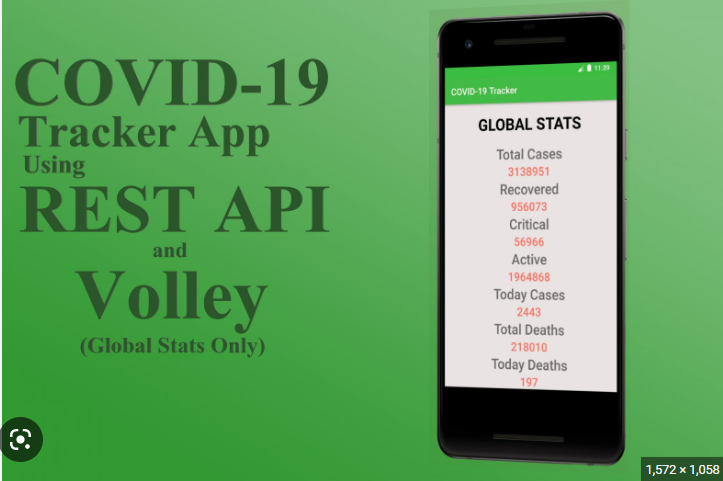 COVID-19
Tracker App
Using
REST API
and
Volley
(Global Stats Only)
11:39
COVID-19 Tracker
GLOBAL STATS
Total Cases
3138951
Recovered
956073
Critical
56966
Active
1964868
Today Cases
2443
Total Deaths
218010
Today Deaths
197
1,572 × 1,058